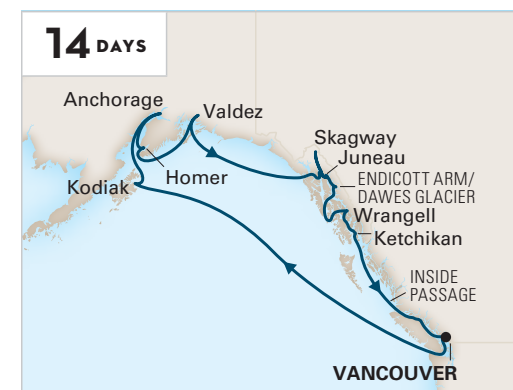 14 DAYS
Anchorage
Valdez
Skagway
Juneau
Kodiak
Homer
ENDICOTT ARM/
DAWES GLACIER
Wrangell
Ketchikan
INSIDE
PASSAGE
VANCOUVER